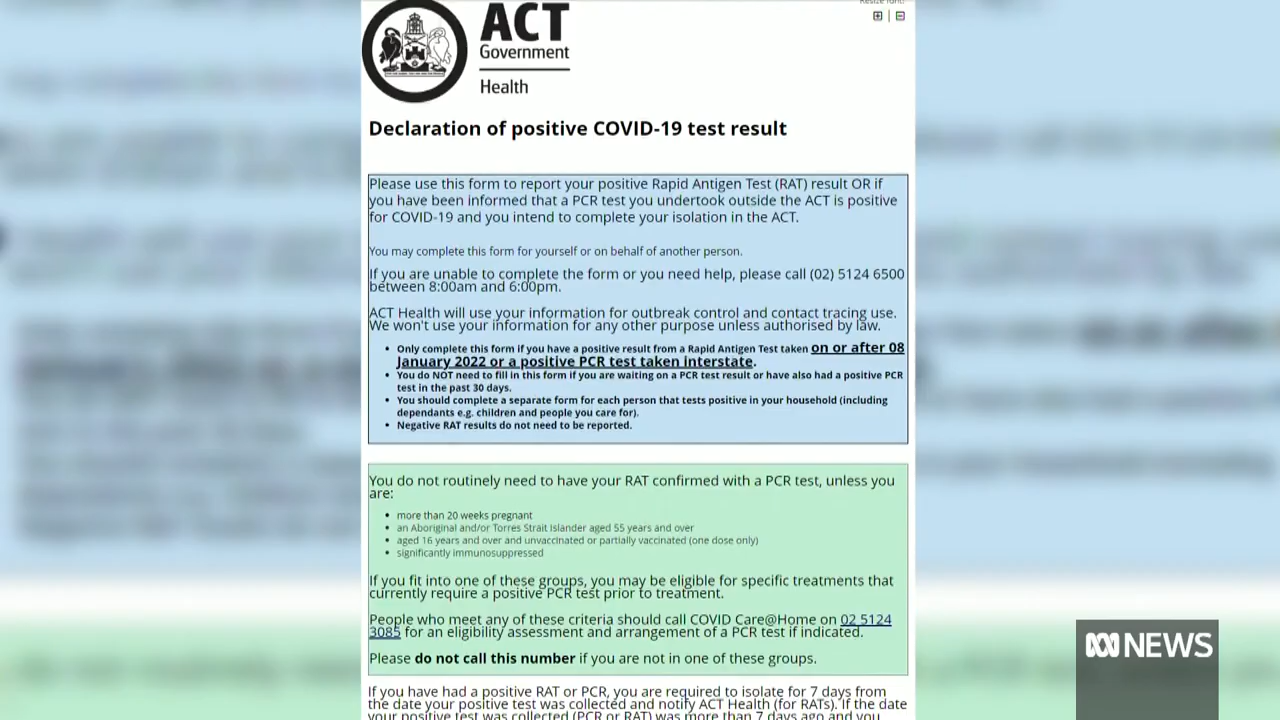 Resize font:
ACT
Government
Health
Declaration of positive COVID-19 test result
Please use this form to report your positive Rapid Antigen Test (RAT) result OR if
you have been informed that a PCR test you undertook outside the ACT is positive
for COVID-19 and you intend to complete your isolation in the ACT.
You may complete this form for yourself or on behalf of another person.
If you are unable to complete the form or you need help, please call (02) 5124 6500
between 8:00am and 6:00pm.
ACT Health will use your information for outbreak control and contact tracing use.
We won't use your information for any other purpose unless authorised by law.
• Only complete this form if you have a positive result from a Rapid Antigen Test taken on or after 08
January 2022 or a positive PCR test taken interstate.
• You do NOT need to fill in this form if you are waiting on a PCR test result or have also had a positive PCR
test in the past 30 days.
• You should complete a separate form for each person that tests positive in your household (including
dependants e.g. children and people you care for).
• Negative RAT results do not need to be reported.
You do not routinely need to have your RAT confirmed with a PCR test, unless you
are:
• more than 20 weeks pregnant
• an Aboriginal and/or Torres Strait Islander aged 55 years and over
• aged 16 years and over and unvaccinated or partially vaccinated (one dose only)
• significantly immunosuppressed
If you fit into one of these groups, you may be eligible for specific treatments that
currently require a positive PCR test prior to treatment.
People who meet any of these criteria should call COVID Care@Home on 02 5124
3085 for an eligibility assessment and arrangement of a PCR test if indicated.
Please do not call this number if you are not in one of these groups.
If you have had a positive RAT or PCR, you are required to isolate for 7 days from
the date your positive test was collected and notify ACT Health (for RATs). If the date
your positive test was collected (PCR or RAT) was more than 7 days ago and you
NEWS